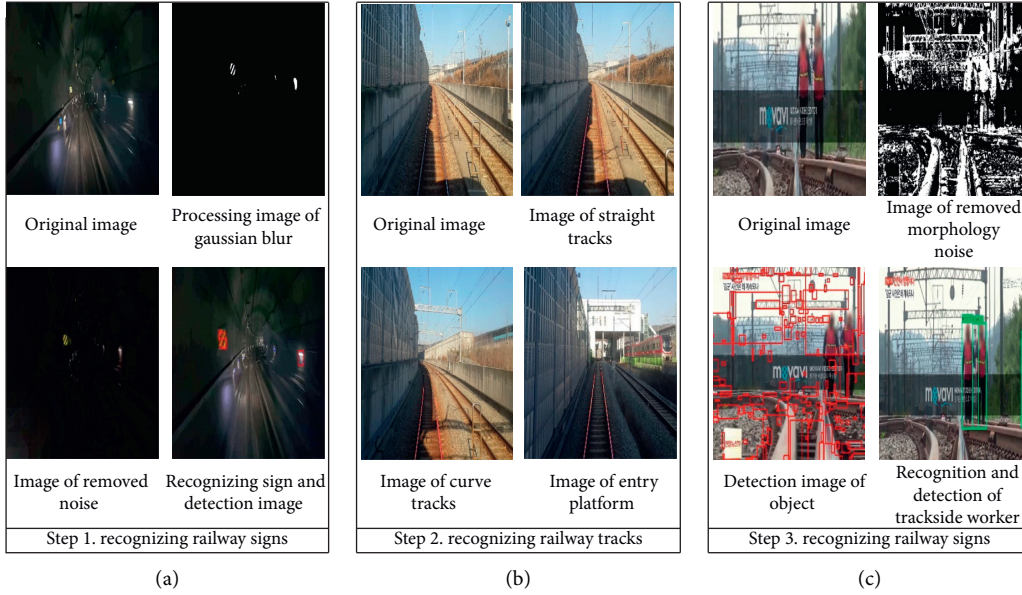 Original image
Processing image of
gaussian blur
Image of removed
noise
Recognizing sign and
detection image
Step 1. recognizing railway signs
(a)
Original image
Image of straight
tracks
Image of curve
tracks
Image of entry
platform
Step 2. recognizing railway tracks
(b)
movavi
Original image
Image of removed
morphology
noise
movavi
Detection image of
object
movavi
Recognition and
detection of
trackside worker
Step 3. recognizing railway signs
(c)